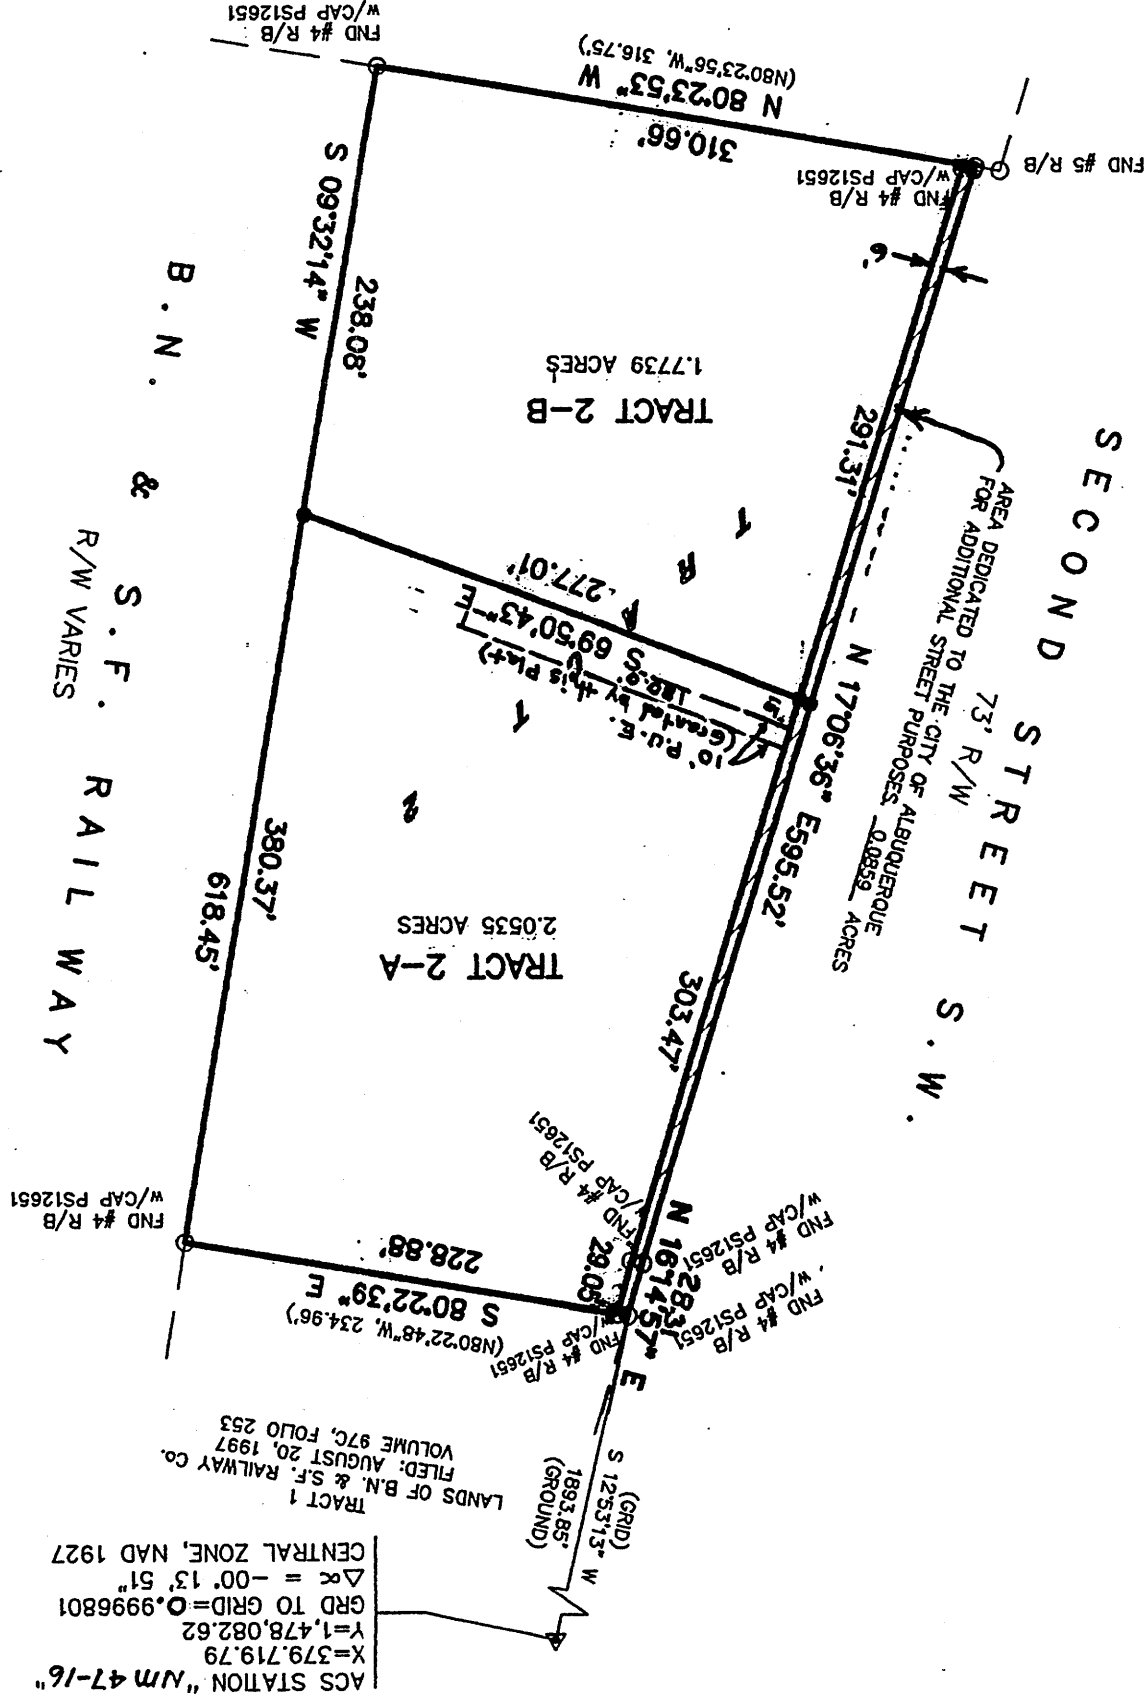 ACS STATION "NM 47-16"
X=379,719.79
Y=1,478,082.62
GRD TO GRID=0.9996801
△∝ = -00° 13' 51"
CENTRAL ZONE, NAD 1927
S 12°53'13" W
(GRID)
1893.85'
(GROUND)
TRACT 1
LANDS OF B.N. & S.F. RAILWAY Co.
FILED: AUGUST 20, 1997
VOLUME 97C, FOLIO 253
FND #4 R/B
W/CAP PS12651
FND #4 R/B
W/CAP PS12651
FND #4 R/B
W/CAP PS12651
FND #4 R/B
W/CAP PS12651
FND #4 R/B
W/CAP PS12651
N 16°14'57" E
28.31'
29.05'
(N80°22'48"W, 234.96')
S 80°22'39" E
228.88'
SECOND STREET S.W.
73' R/W
AREA DEDICATED TO THE CITY OF ALBUQUERQUE
FOR ADDITIONAL STREET PURPOSES. 0.0859 ACRES
N 17°06'36" E 595.52'
303.47'
TRACT 2-A
2.0535 ACRES
380.37'
618.45'
B.N. & S.F. RAILWAY
R/W VARIES
10' P.U.E.
(Granted by this Plat)
15'
182.0'
S 69°50'43" E
277.01'
T R A C T 2
291.31'
TRACT 2-B
1.7739 ACRES
238.08'
S 09°32'14" W
6'
FND #4 R/B
W/CAP PS12651
FND #5 R/B
310.66'
N 80°23'53" W
(N80°23'56"W, 316.75')
FND #4 R/B
W/CAP PS12651